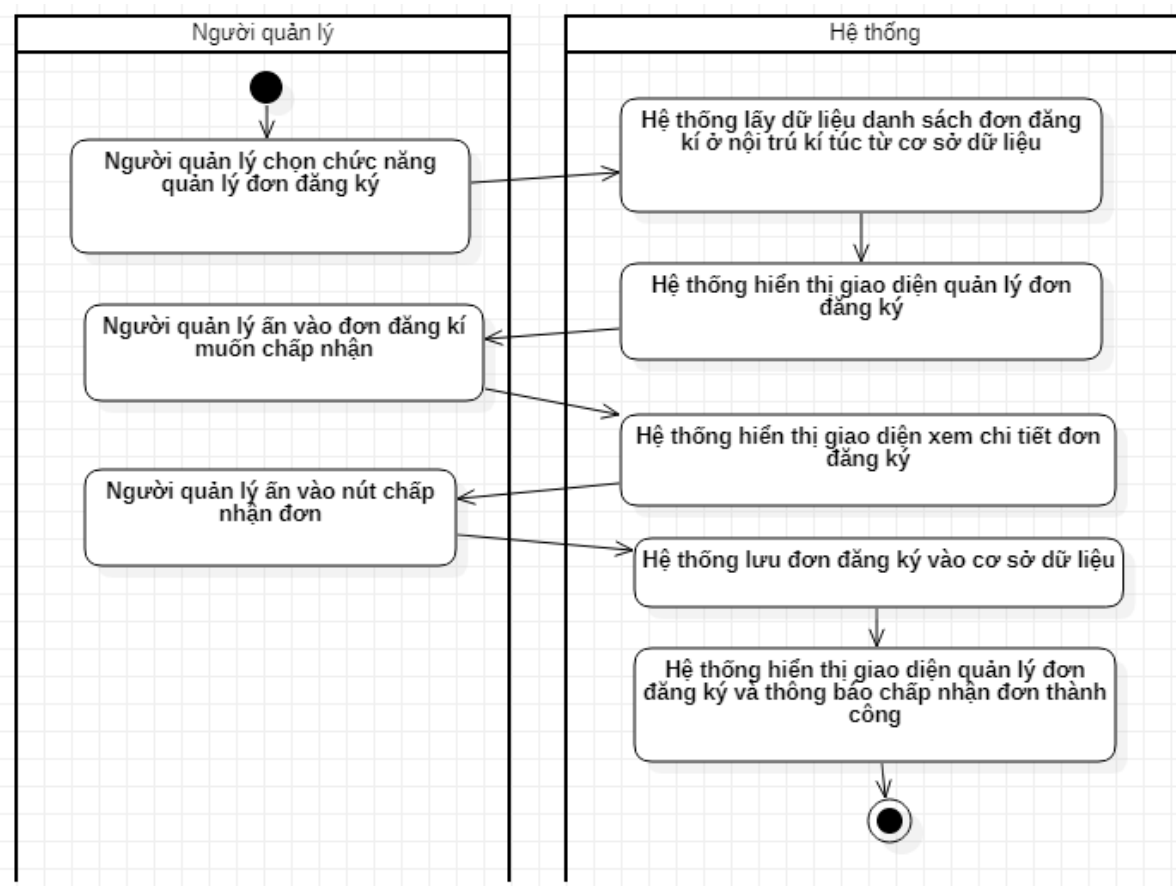 Người quản lý
Hệ thống
Người quản lý chọn chức năng
quản lý đơn đăng ký
Hệ thống lấy dữ liệu danh sách đơn đăng
kí ở nội trú kí túc từ cơ sở dữ liệu
Hệ thống hiển thị giao diện quản lý đơn
đăng ký
Người quản lý ấn vào đơn đăng kí
muốn chấp nhận
Hệ thống hiển thị giao diện xem chi tiết đơn
đăng ký
Người quản lý ấn vào nút chấp
nhận đơn
Hệ thống lưu đơn đăng ký vào cơ sở dữ liệu
Hệ thống hiển thị giao diện quản lý đơn
đăng ký và thông báo chấp nhận đơn thành
công